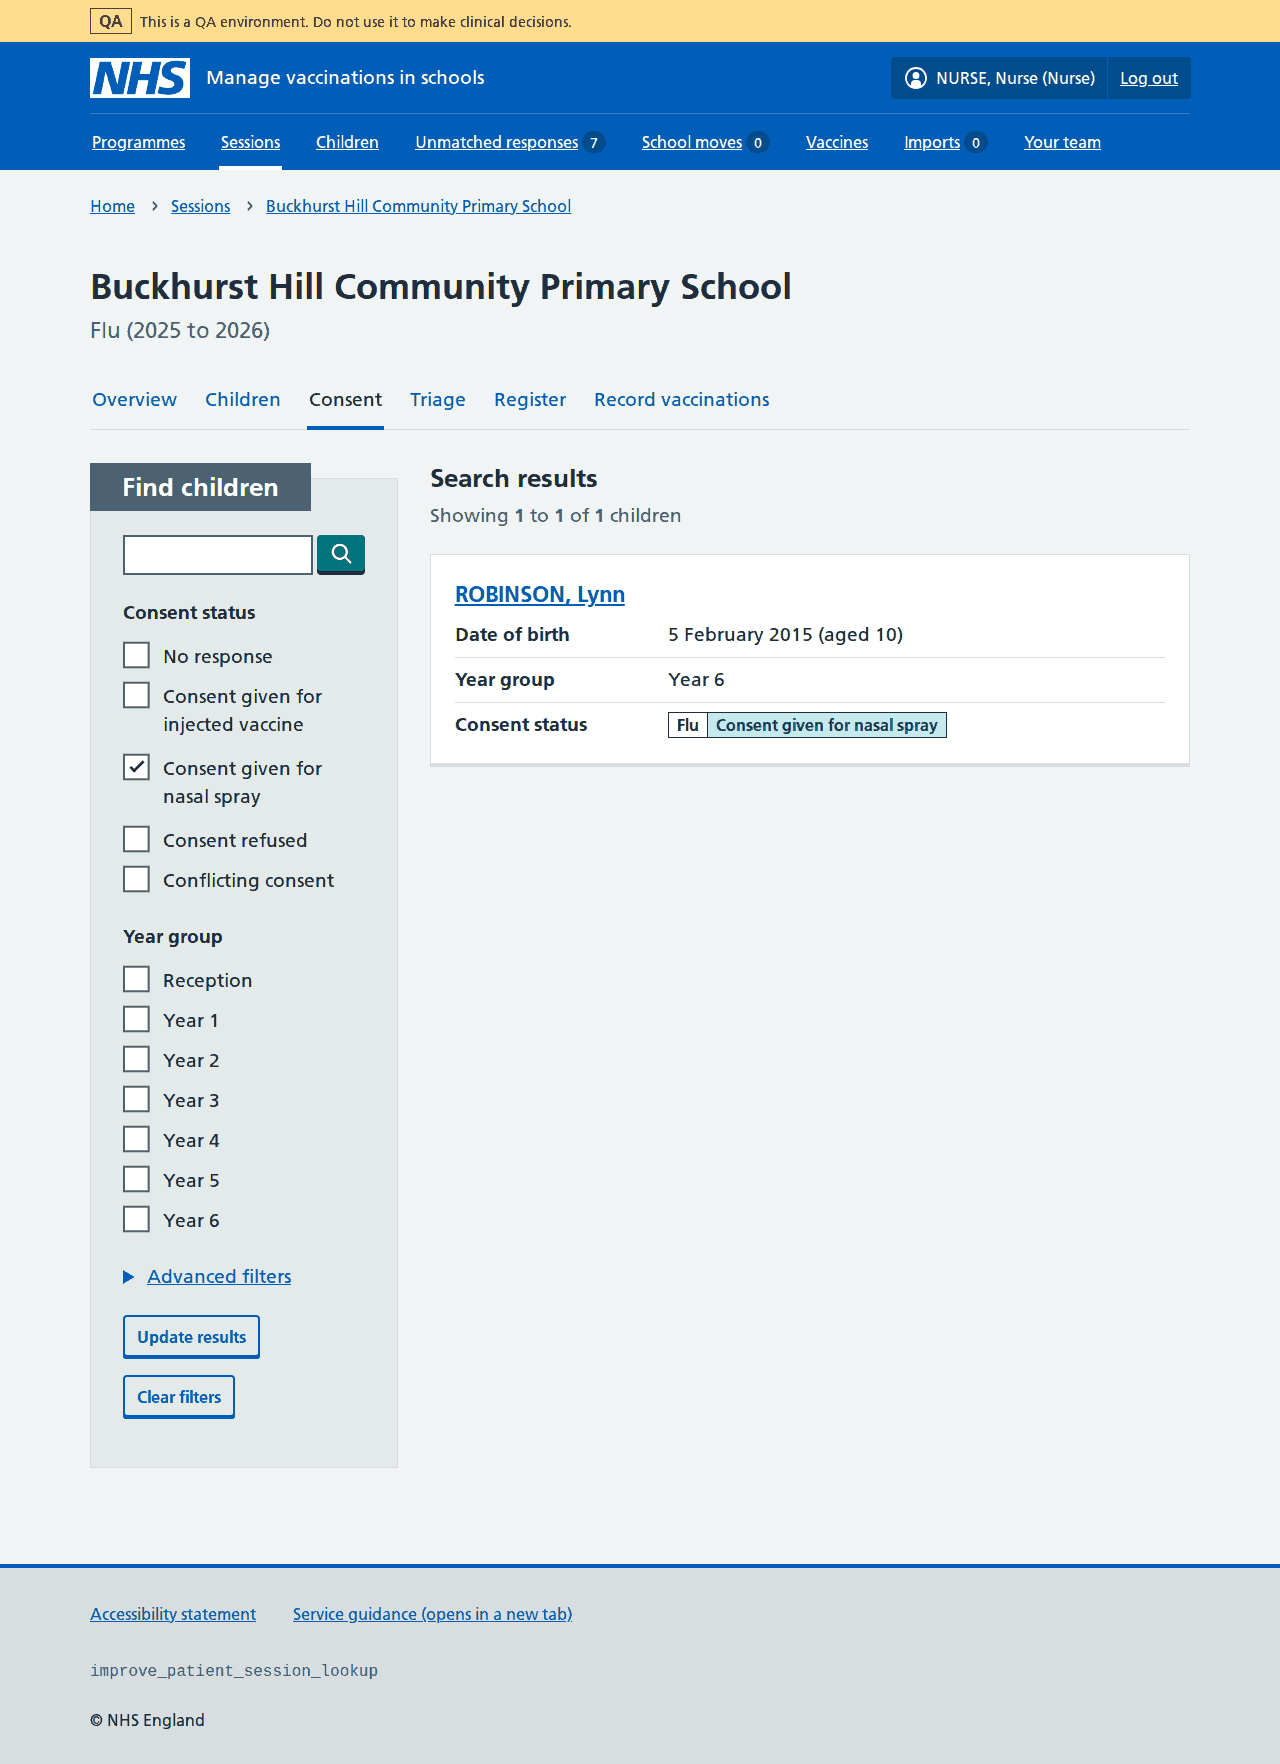 QA This is a QA environment. Do not use it to make clinical decisions.
NHS Manage vaccinations in schools NURSE, Nurse (Nurse) Log out
Programmes Sessions Children Unmatched responses 7 School moves 0 Vaccines Imports 0 Your team
Home Sessions Buckhurst Hill Community Primary School
Buckhurst Hill Community Primary School
Flu (2025 to 2026)
Overview Children Consent Triage Register Record vaccinations
Find children
Consent status
No response
Consent given for
injected vaccine
Consent given for
nasal spray
Consent refused
Conflicting consent
Year group
Reception
Year 1
Year 2
Year 3
Year 4
Year 5
Year 6
Advanced filters
Update results
Clear filters
Search results
Showing 1 to 1 of 1 children
ROBINSON, Lynn
Date of birth 5 February 2015 (aged 10)
Year group Year 6
Consent status Flu Consent given for nasal spray
Accessibility statement Service guidance (opens in a new tab)
improve_patient_session_lookup
© NHS England